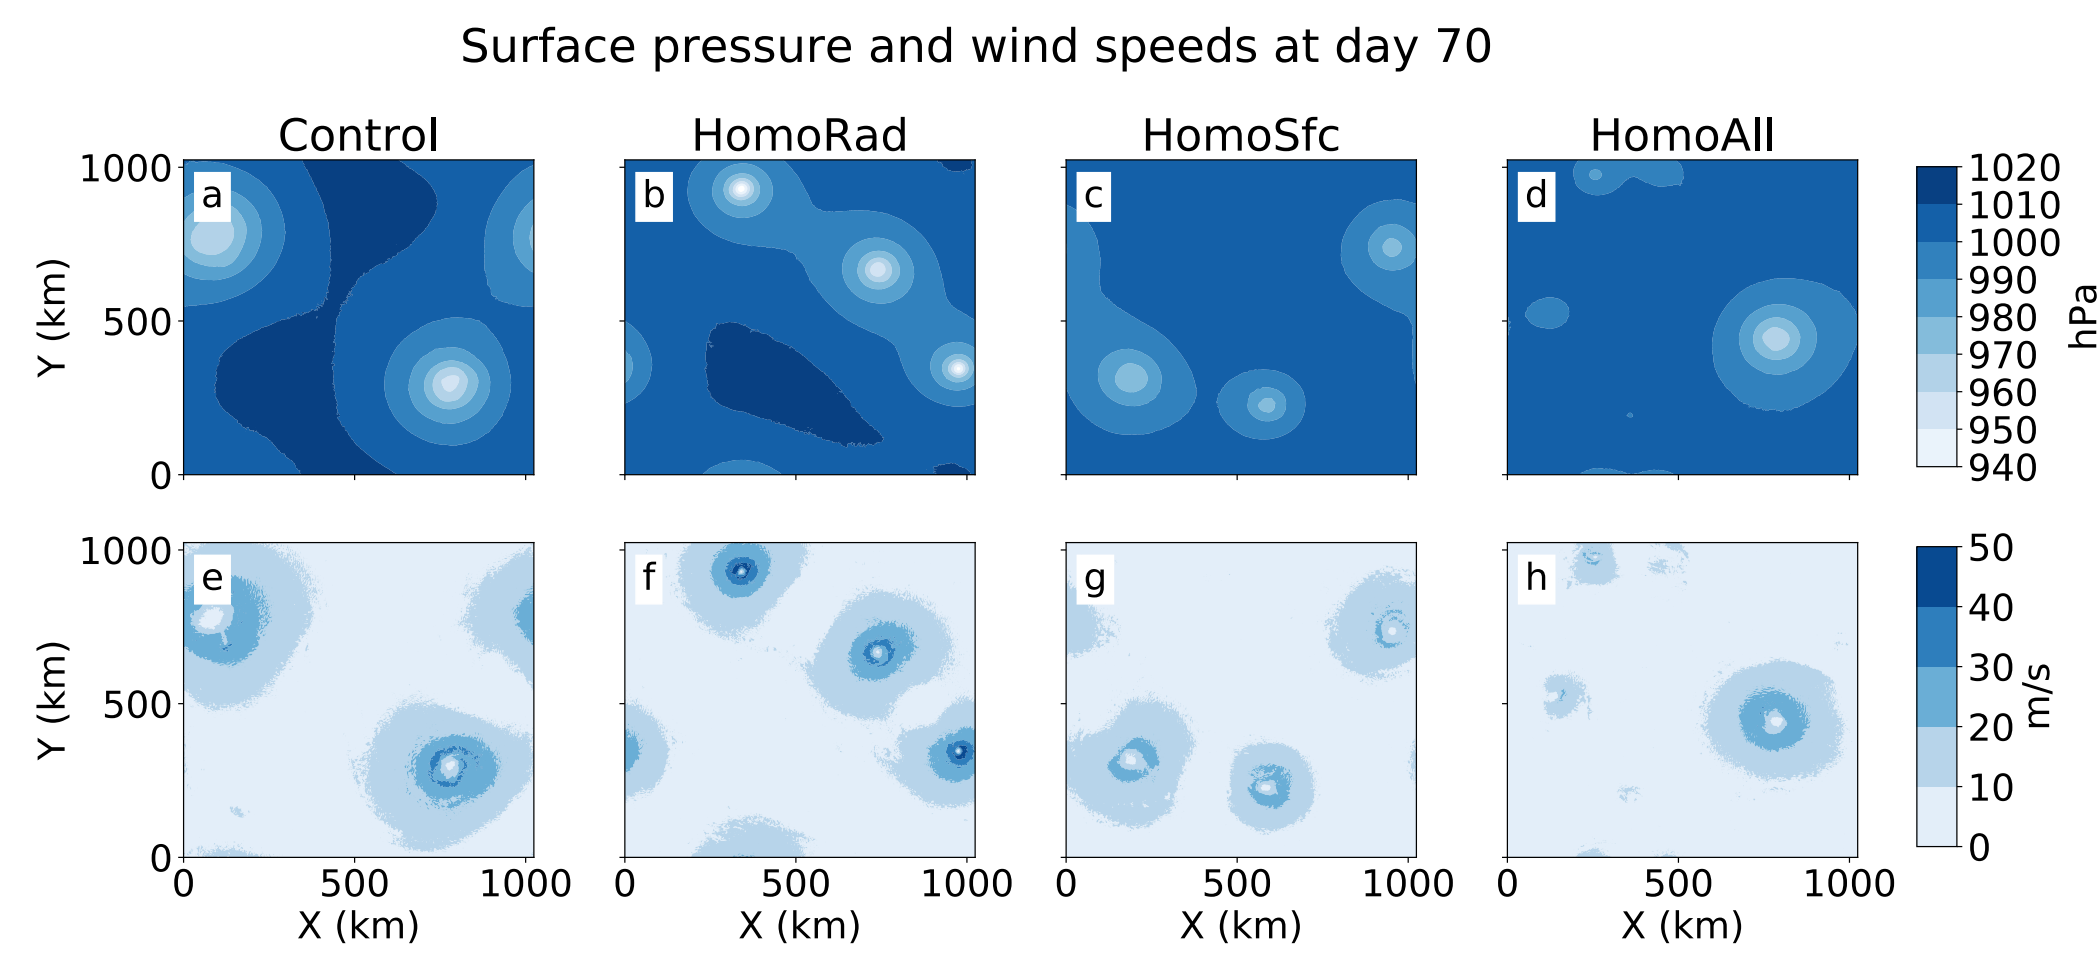 Surface pressure and wind speeds at day 70
Control HomoRad HomoSfc HomoAll
a b c d
1000
500
0
Y (km)
1020
1010
1000
990
980
970
960
950
940
hPa
e f g h
1000
500
0
Y (km)
50
40
30
20
10
0
m/s
0 500 1000 0 500 1000 0 500 1000 0 500 1000
X (km) X (km) X (km) X (km)